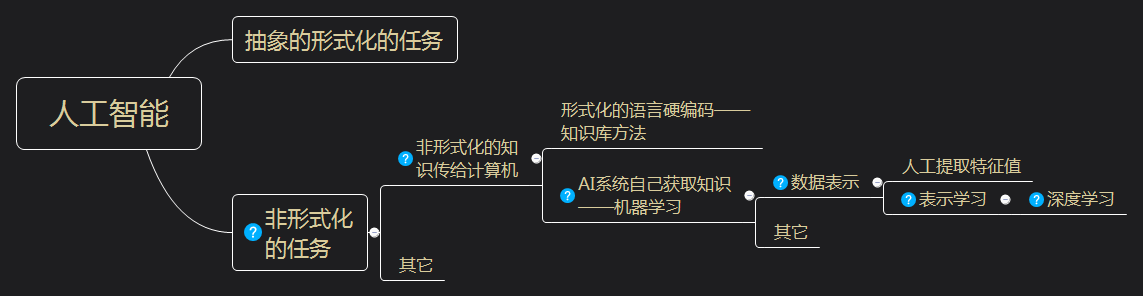 抽象的形式化的任务
人工智能
形式化的语言硬编码——
知识库方法
非形式化的知
识传给计算机
人工提取特征值
AI系统自己获取知识
——机器学习
数据表示
表示学习
深度学习
非形式化
的任务
其它
其它